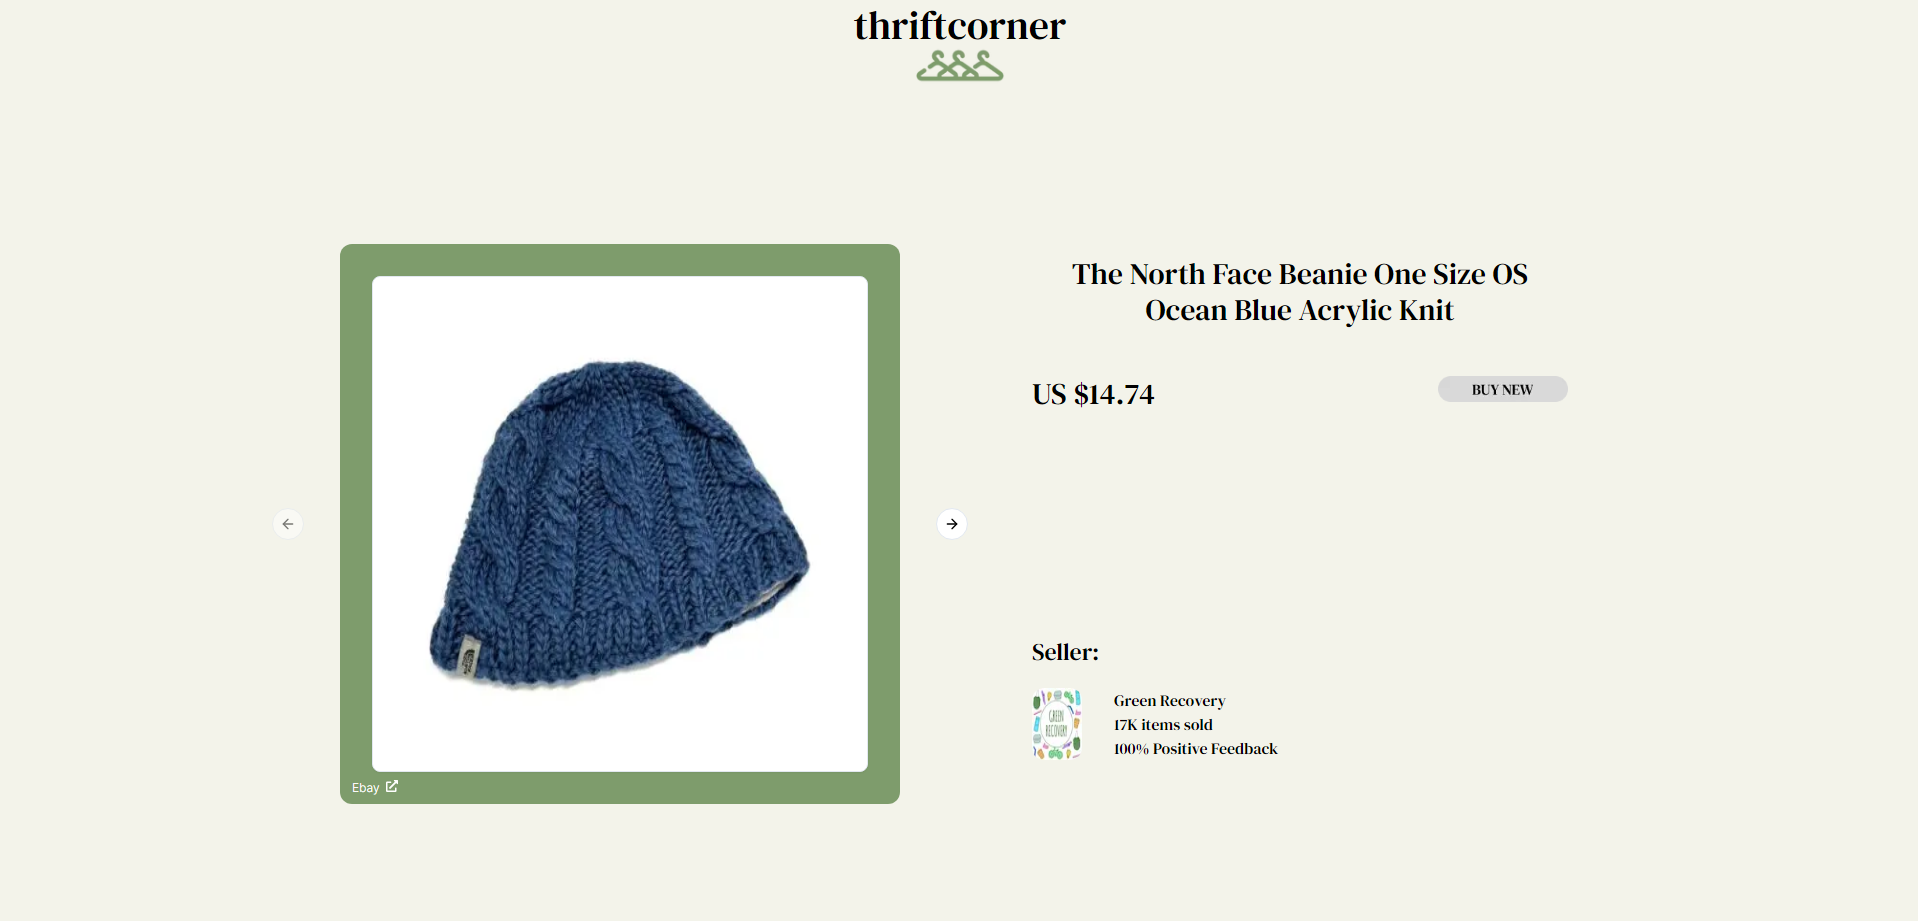 thriftcorner
The North Face Beanie One Size OS
Ocean Blue Acrylic Knit
US $14.74
BUY NEW
Seller:
GREEN
RECOVERY
Green Recovery
17K items sold
100% Positive Feedback
Ebay